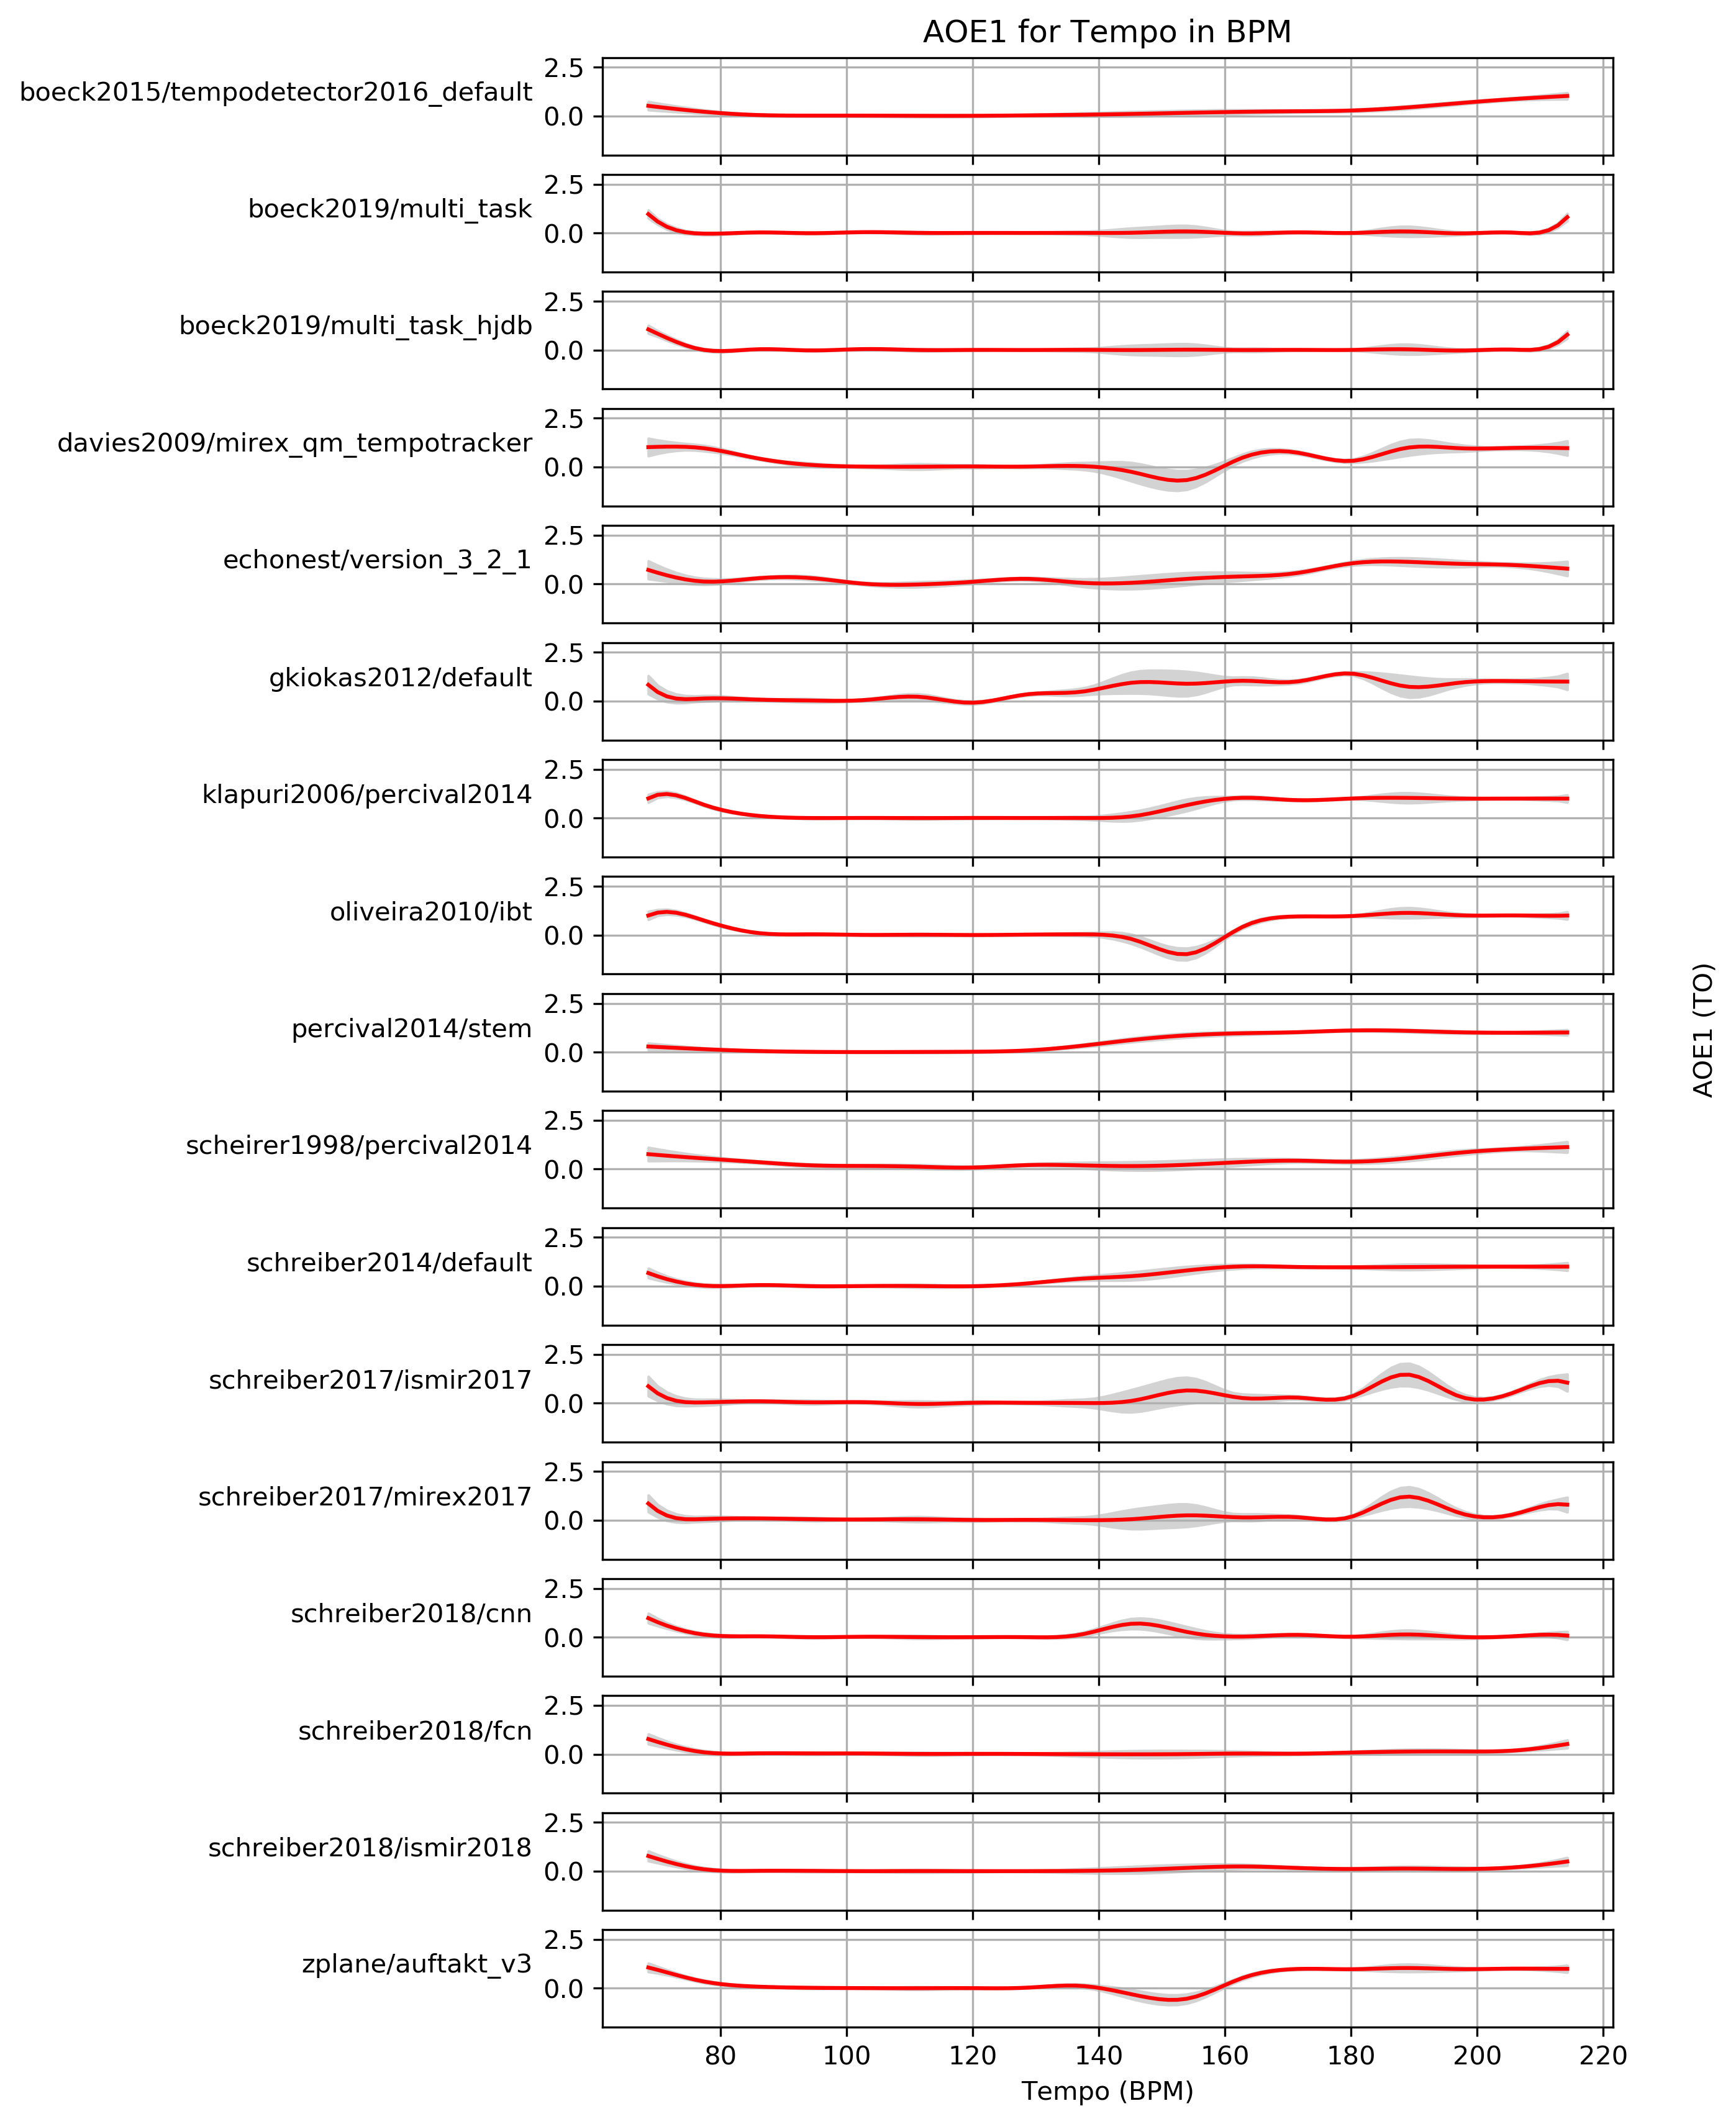 AOE1 for Tempo in BPM
boeck2015/tempodetector2016_default
2.5
0.0
boeck2019/multi_task
2.5
0.0
boeck2019/multi_task_hjdb
2.5
0.0
davies2009/mirex_qm_tempotracker
2.5
0.0
echonest/version_3_2_1
2.5
0.0
gkiokas2012/default
2.5
0.0
klapuri2006/percival2014
2.5
0.0
oliveira2010/ibt
2.5
0.0
percival2014/stem
2.5
0.0
scheirer1998/percival2014
2.5
0.0
schreiber2014/default
2.5
0.0
schreiber2017/ismir2017
2.5
0.0
schreiber2017/mirex2017
2.5
0.0
schreiber2018/cnn
2.5
0.0
schreiber2018/fcn
2.5
0.0
schreiber2018/ismir2018
2.5
0.0
zplane/auftakt_v3
2.5
0.0
80 100 120 140 160 180 200 220
Tempo (BPM)
AOE1 (TO)